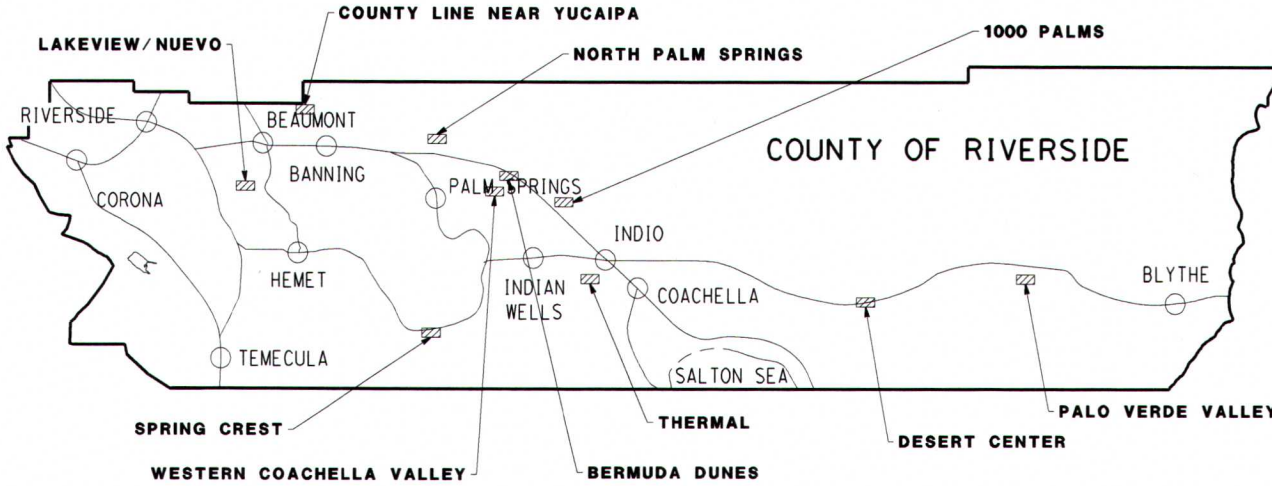 COUNTY LINE NEAR YUCAIPA
LAKEVIEW/NUEVO
NORTH PALM SPRINGS
1000 PALMS
RIVERSIDE
BEAUMONT
BANNING
COUNTY OF RIVERSIDE
CORONA
PALM SPRINGS
INDIO
HEMET
INDIAN
WELLS
COACHELLA
BLYTHE
TEMECULA
SALTON SEA
SPRING CREST
THERMAL
PALO VERDE VALLEY
DESERT CENTER
WESTERN COACHELLA VALLEY
BERMUDA DUNES